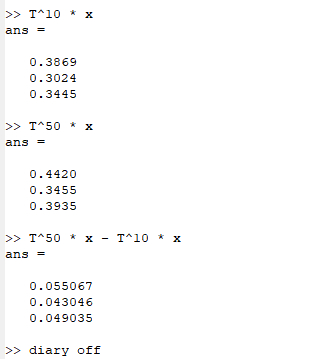 >> T^10 * x
ans =
0.3869
0.3024
0.3445
>> T^50 * x
ans =
0.4420
0.3455
0.3935
>> T^50 * x - T^10 * x
ans =
0.055067
0.043046
0.049035
>> diary off